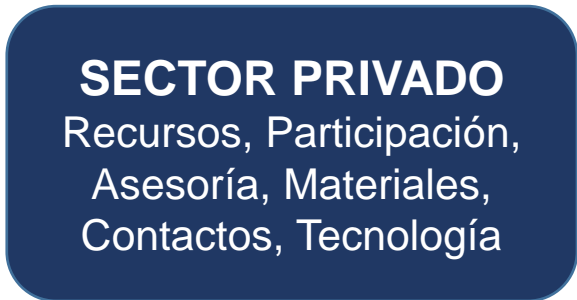 SECTOR PRIVADO
Recursos, Participación,
Asesoría, Materiales,
Contactos, Tecnología